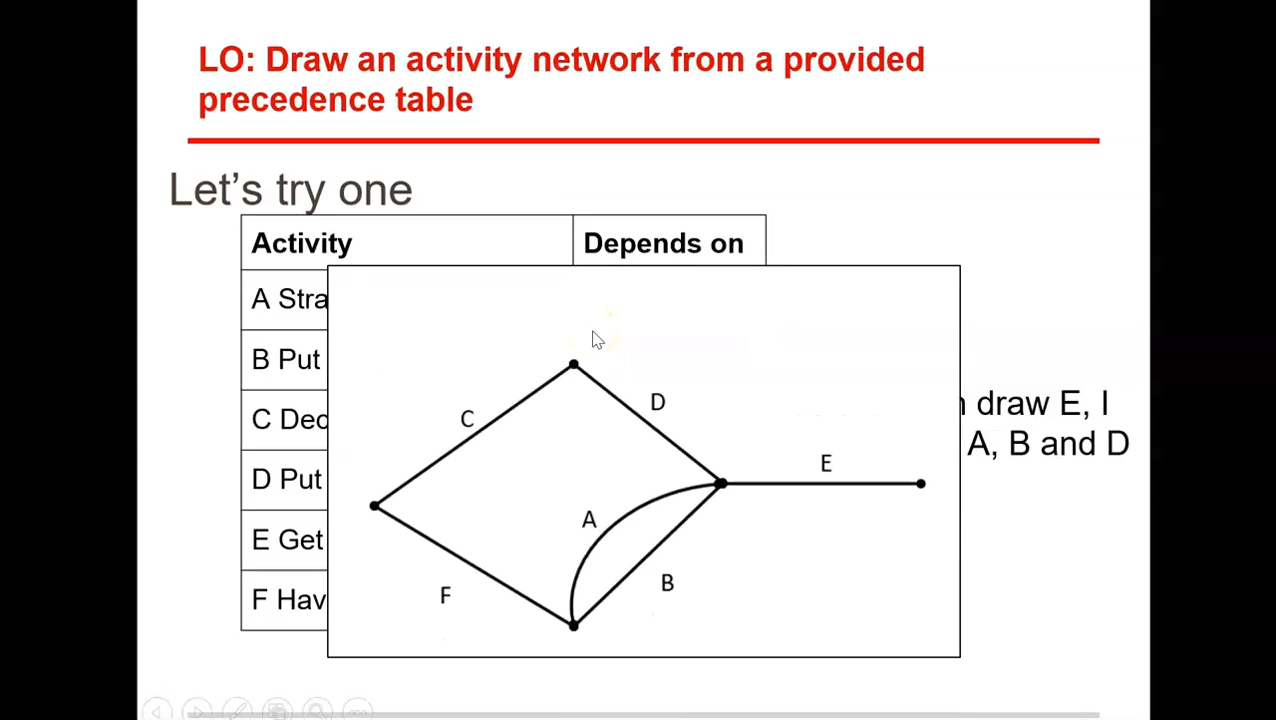 LO: Draw an activity network from a provided
precedence table
Let's try one
Activity Depends on
A Stra
B Put
C Dec
D Put
E Get
F Hav
draw E, I
A, B and D
C
D
E
A
B
F